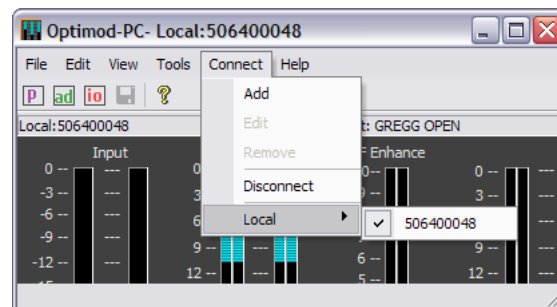 Optimod-PC- Local:506400048
File Edit View Tools Connect Help
P ad io
Add
Local:506400048 Edit t: GREGG OPEN
Input Remove F Enhance
0 -- --- 0 0-- 0 -- ---
-3 -- --- 3 Disconnect 3 -- ---
-6 -- --- 6 Local 506400048
-9 -- --- 9 -- --- 6 -- 9 -- ---
-12 -- --- 12 -- --- 5 -- 12 -- ---